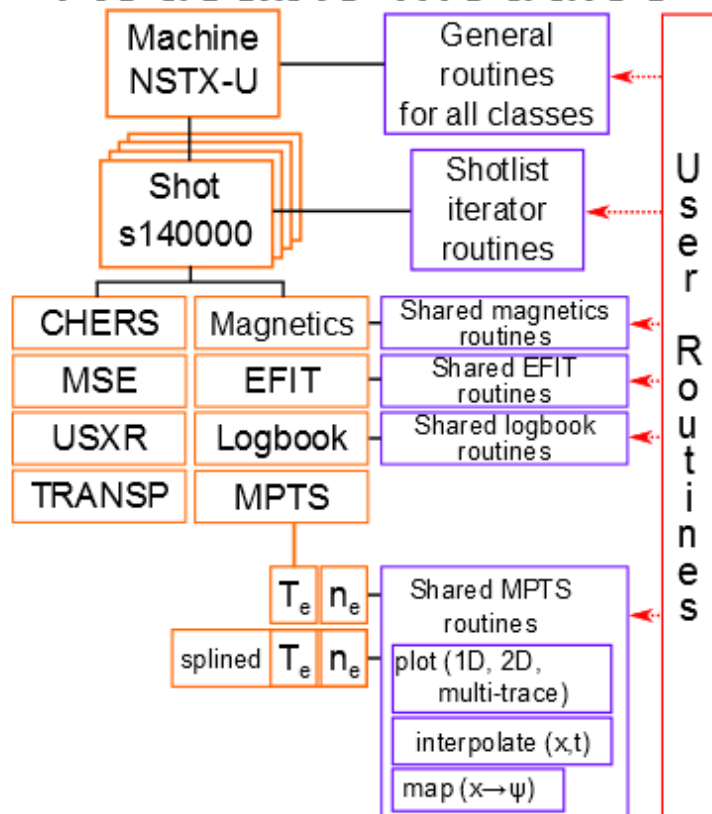 Machine
NSTX-U
General
routines
for all classes
Shot
s140000
Shotlist
iterator
routines
CHERS
Magnetics
Shared magnetics
routines
MSE
EFIT
Shared EFIT
routines
USXR
Logbook
Shared logbook
routines
TRANSP
MPTS
Te ne
splined Te ne
Shared MPTS
routines
plot (1D, 2D,
multi-trace)
interpolate (x,t)
map (x→ψ)
User Routines